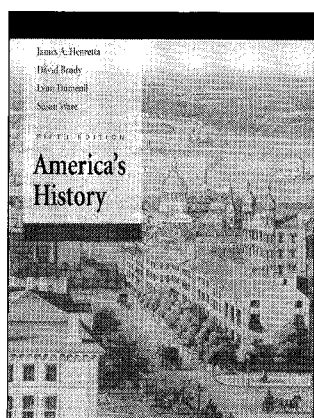 James A. Henretta
David Brody
Lynn Dumenil
Susan Ware
FIFTH EDITION
America's
History